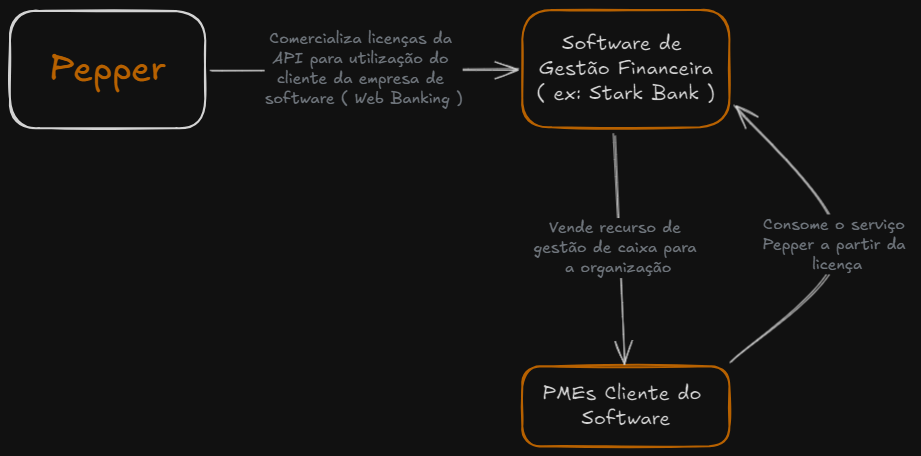 Pepper
Comercializa licenças da
API para utilização do
cliente da empresa de
software ( Web Banking )
Software de
Gestão Financeira
( ex: Stark Bank )
Vende recurso de
gestão de caixa para
a organização
Consome o serviço
Pepper a partir da
licença
PMEs Cliente do
Software